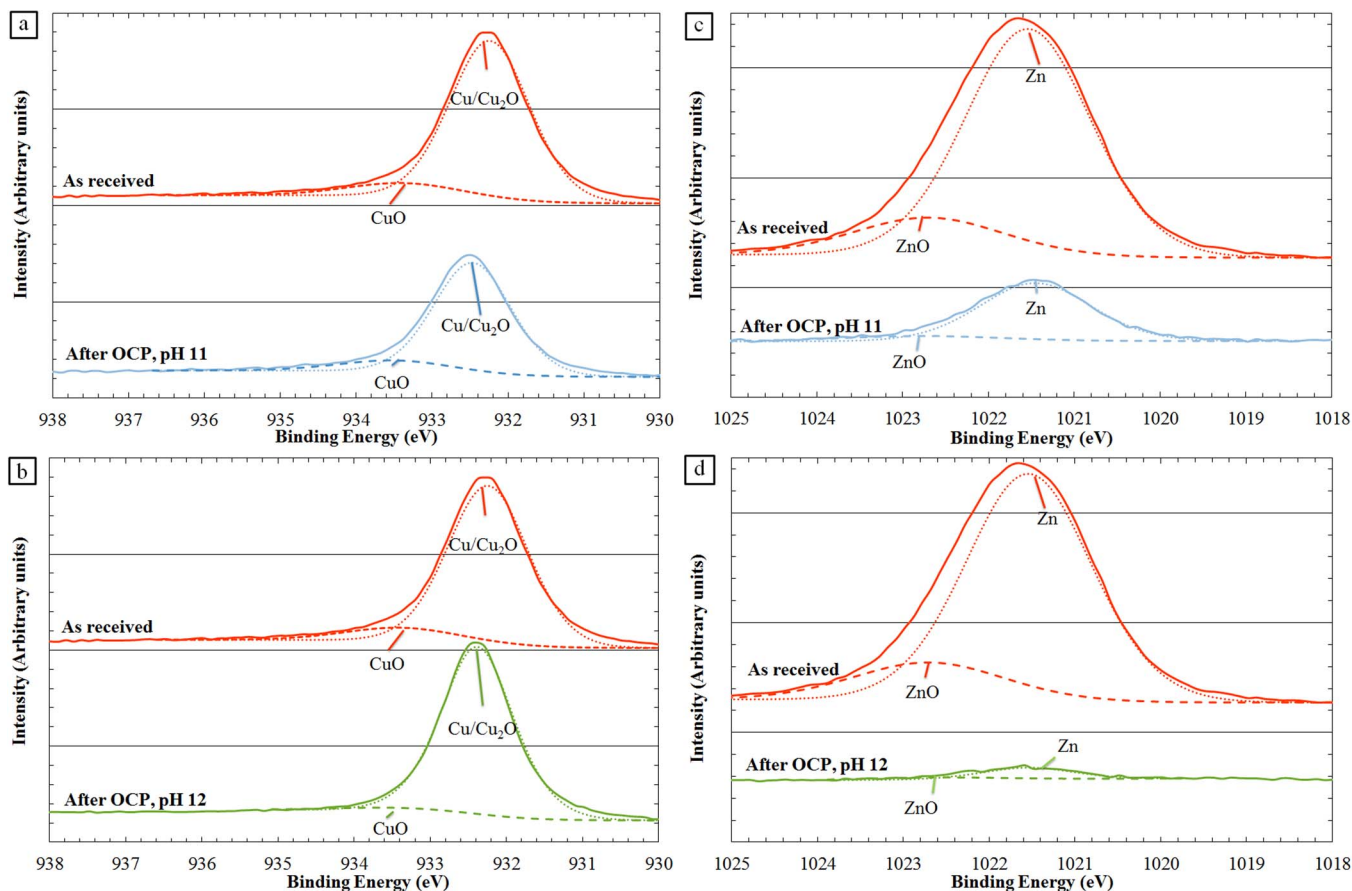 a
Intensity (Arbitrary units)
Cu/Cu₂O
As received
CuO
Cu/Cu₂O
After OCP, pH 11
CuO
938 937 936 935 934 933 932 931 930
Binding Energy (eV)
c
Intensity (Arbitrary units)
Zn
As received
ZnO
After OCP, pH 11
Zn
ZnO
1025 1024 1023 1022 1021 1020 1019 1018
Binding Energy (eV)
b
Intensity (Arbitrary units)
Cu/Cu₂O
As received
CuO
Cu/Cu₂O
After OCP, pH 12
CuO
938 937 936 935 934 933 932 931 930
Binding Energy (eV)
d
Intensity (Arbitrary units)
Zn
As received
ZnO
Zn
After OCP, pH 12
ZnO
1025 1024 1023 1022 1021 1020 1019 1018
Binding Energy (eV)